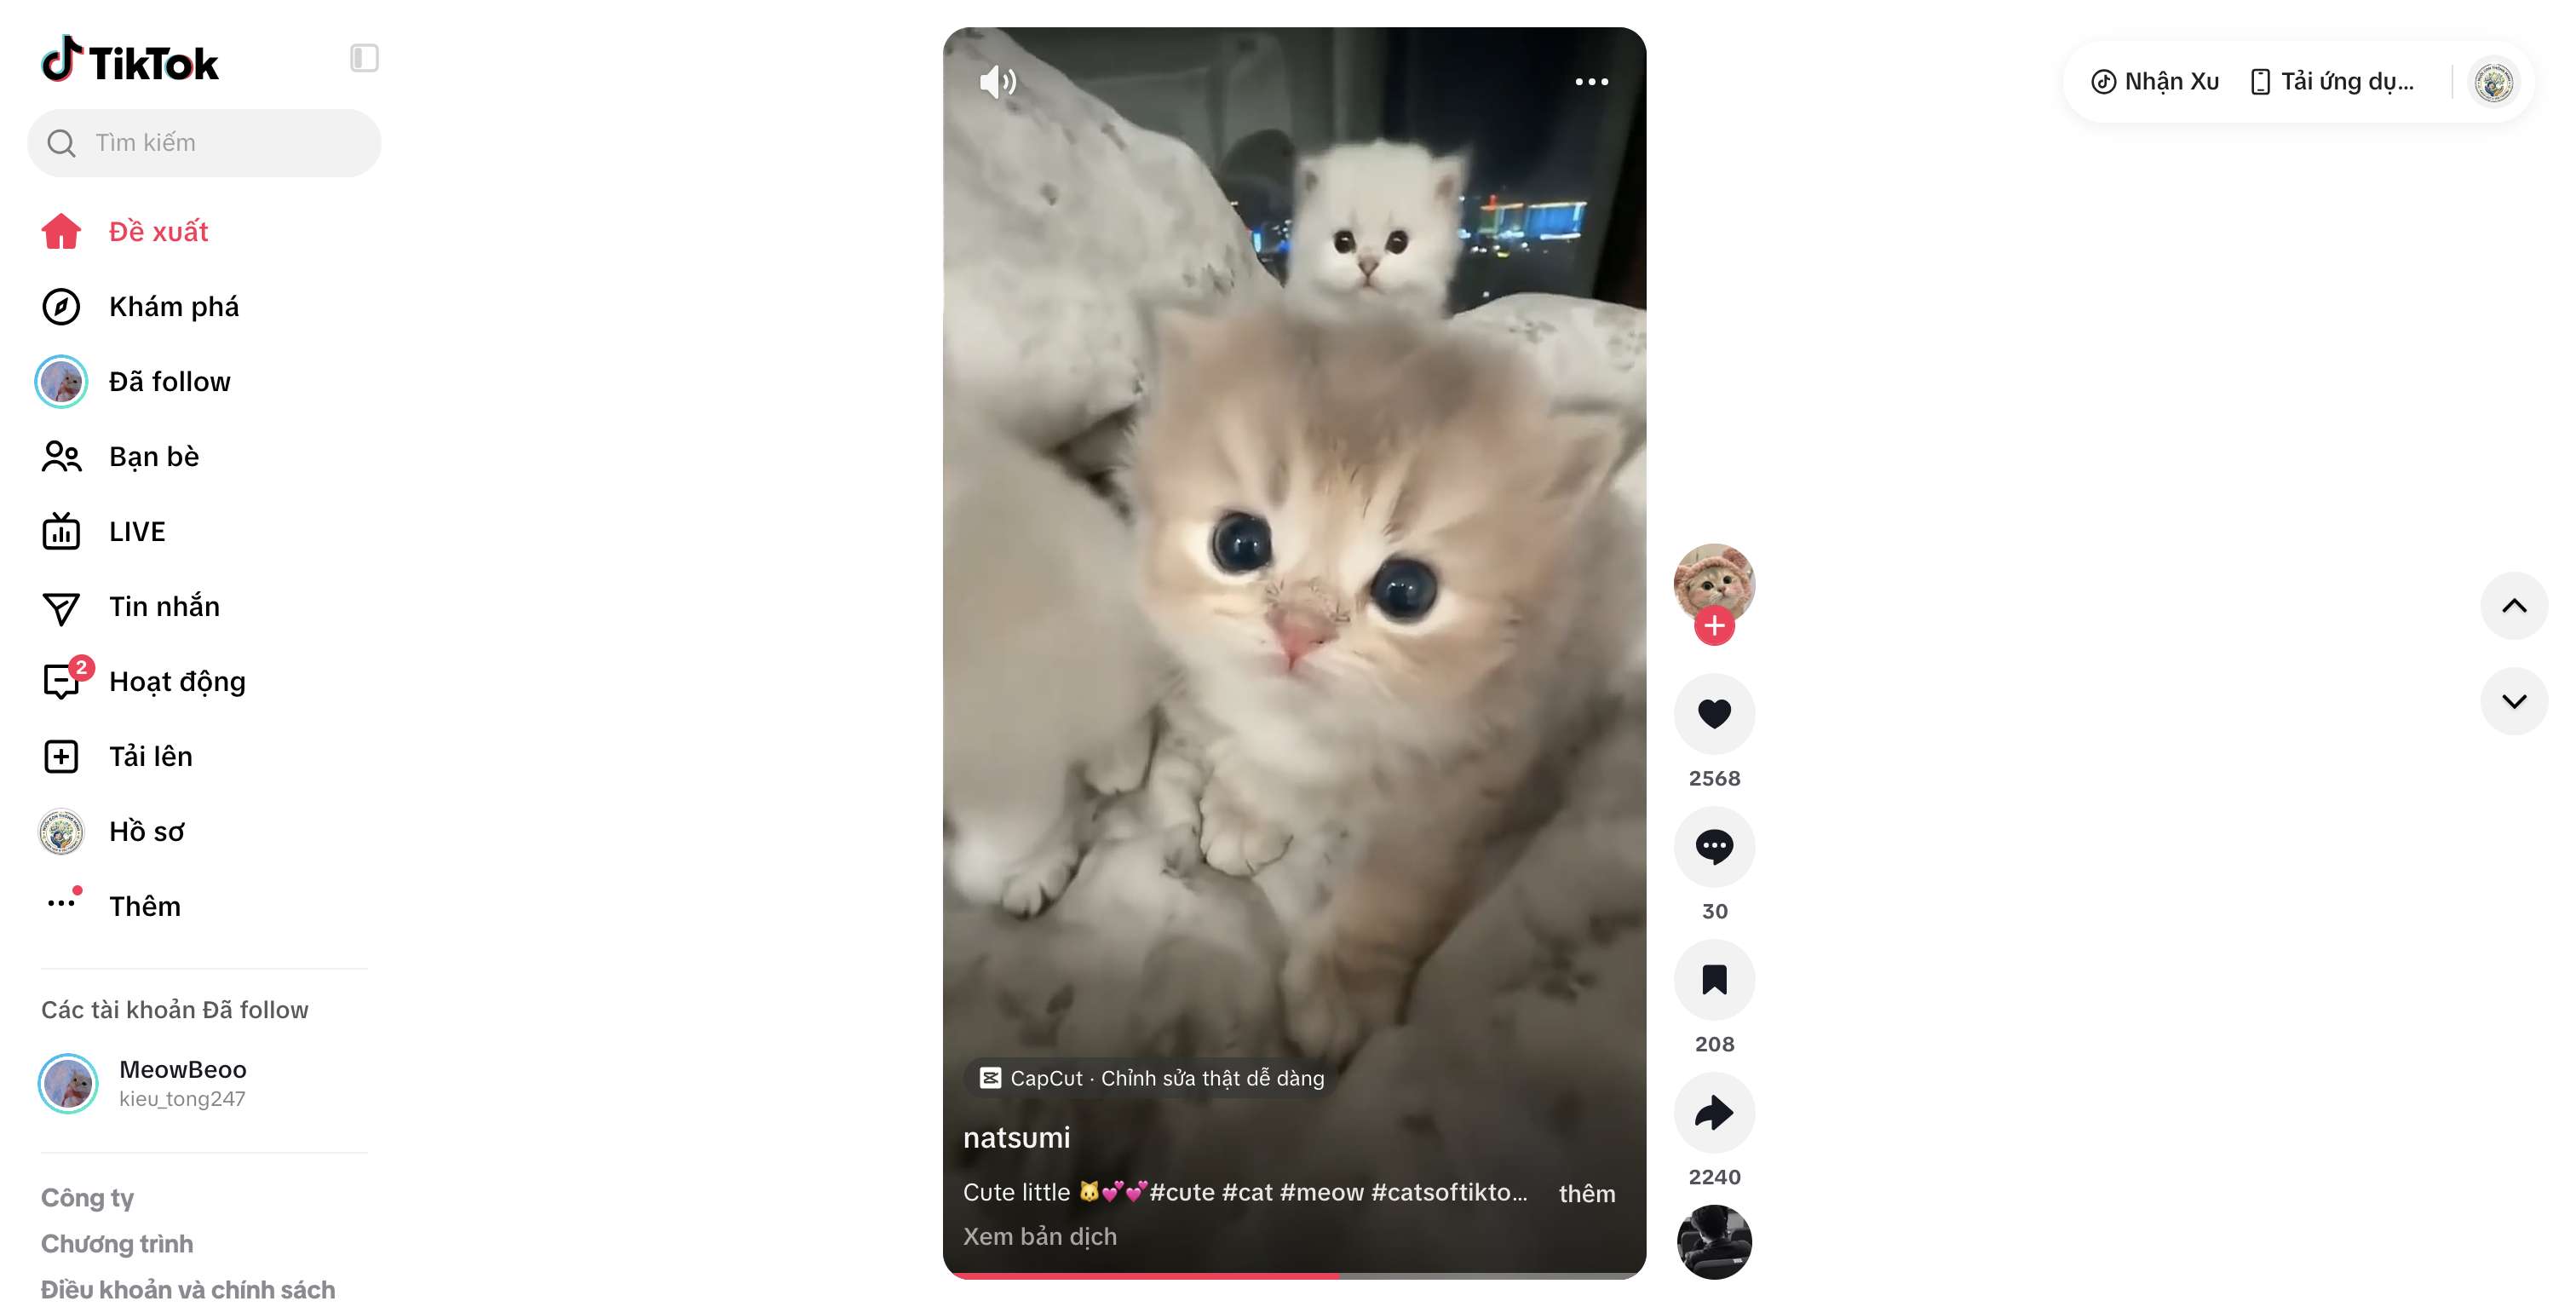 TikTok
Tìm kiếm
Đề xuất
Khám phá
Đã follow
Bạn bè
LIVE
Tin nhắn
2
Hoạt động
Tải lên
Hồ sơ
Thêm
Các tài khoản Đã follow
MeowBeoo
kieu_tong247
Công ty
Chương trình
Điều khoản và chính sách
CapCut · Chỉnh sửa thật dễ dàng
natsumi
Cute little 🐱💕💕#cute #cat #meow #catsoftikto... thêm
Xem bản dịch
2568
30
208
2240
Nhận Xu
Tải ứng dụ...